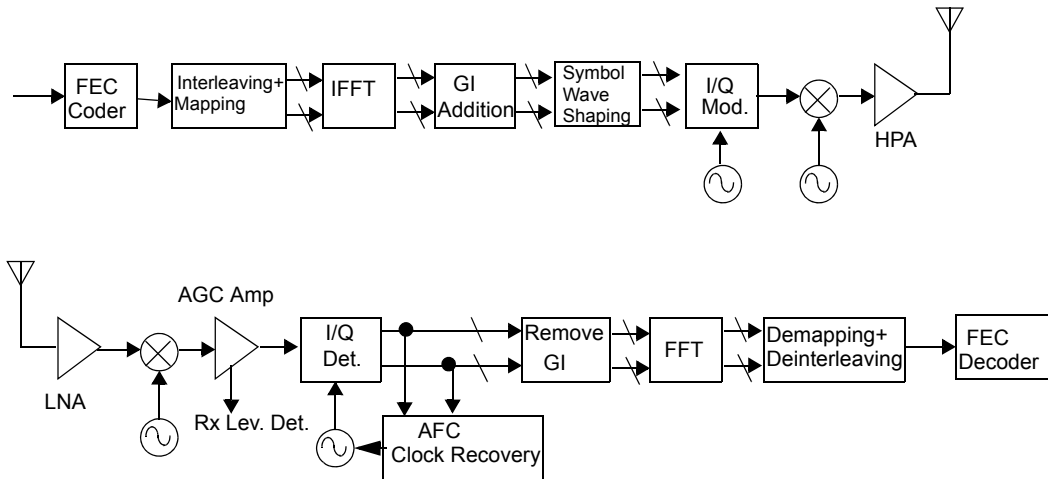 FEC
Coder
Interleaving+
Mapping
IFFT
GI
Addition
Symbol
Wave
Shaping
I/Q
Mod.
HPA
AGC Amp
LNA
Rx Lev. Det.
I/Q
Det.
AFC
Clock Recovery
Remove
GI
FFT
Demapping+
Deinterleaving
FEC
Decoder